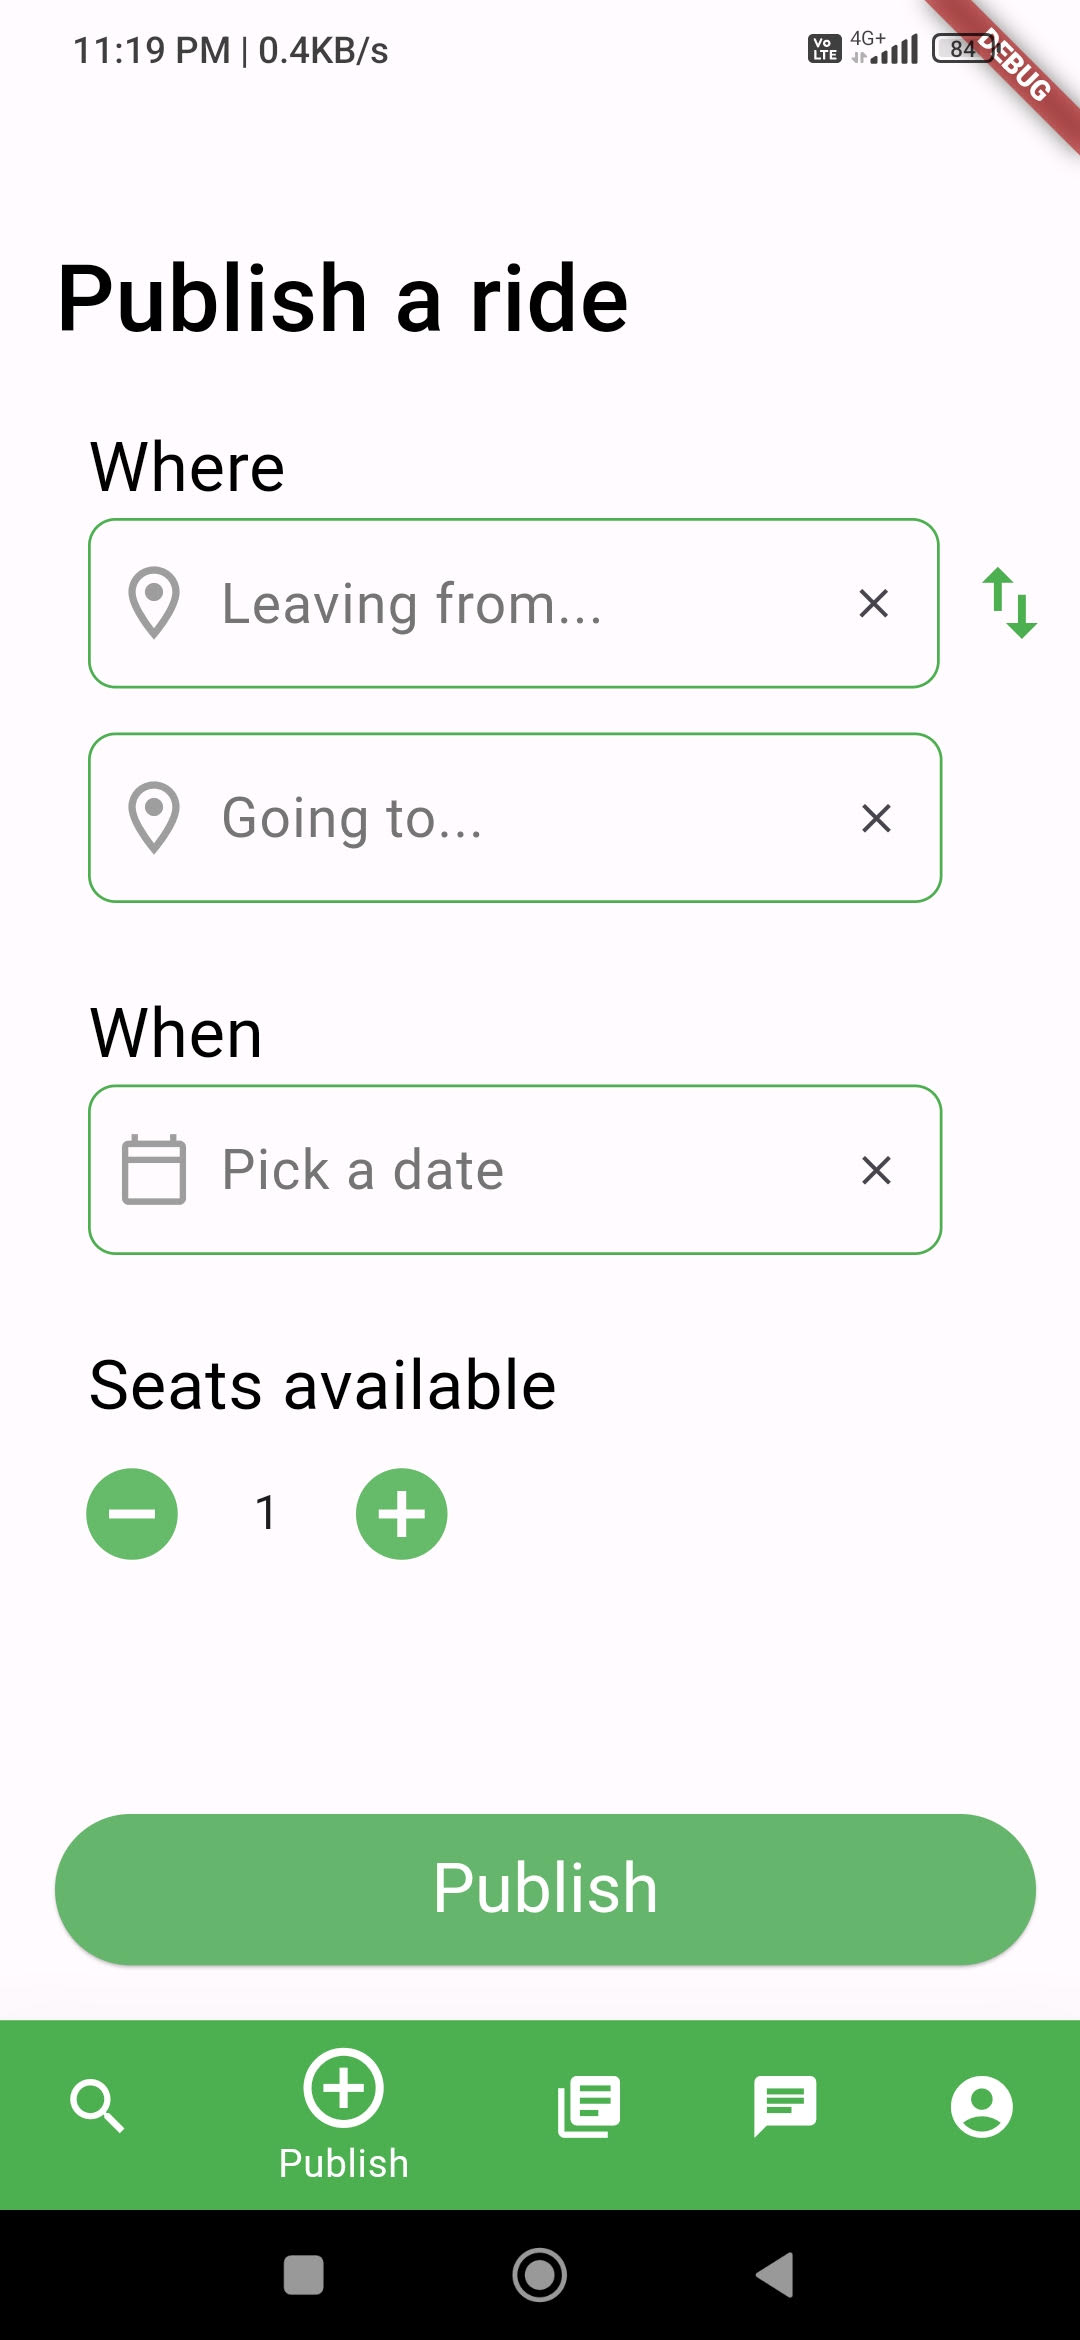 11:19 PM | 0.4KB/s
Vo LTE 4G+ 84
DEBUG
Publish a ride
Where
Leaving from...
Going to...
When
Pick a date
Seats available
1
Publish
Publish